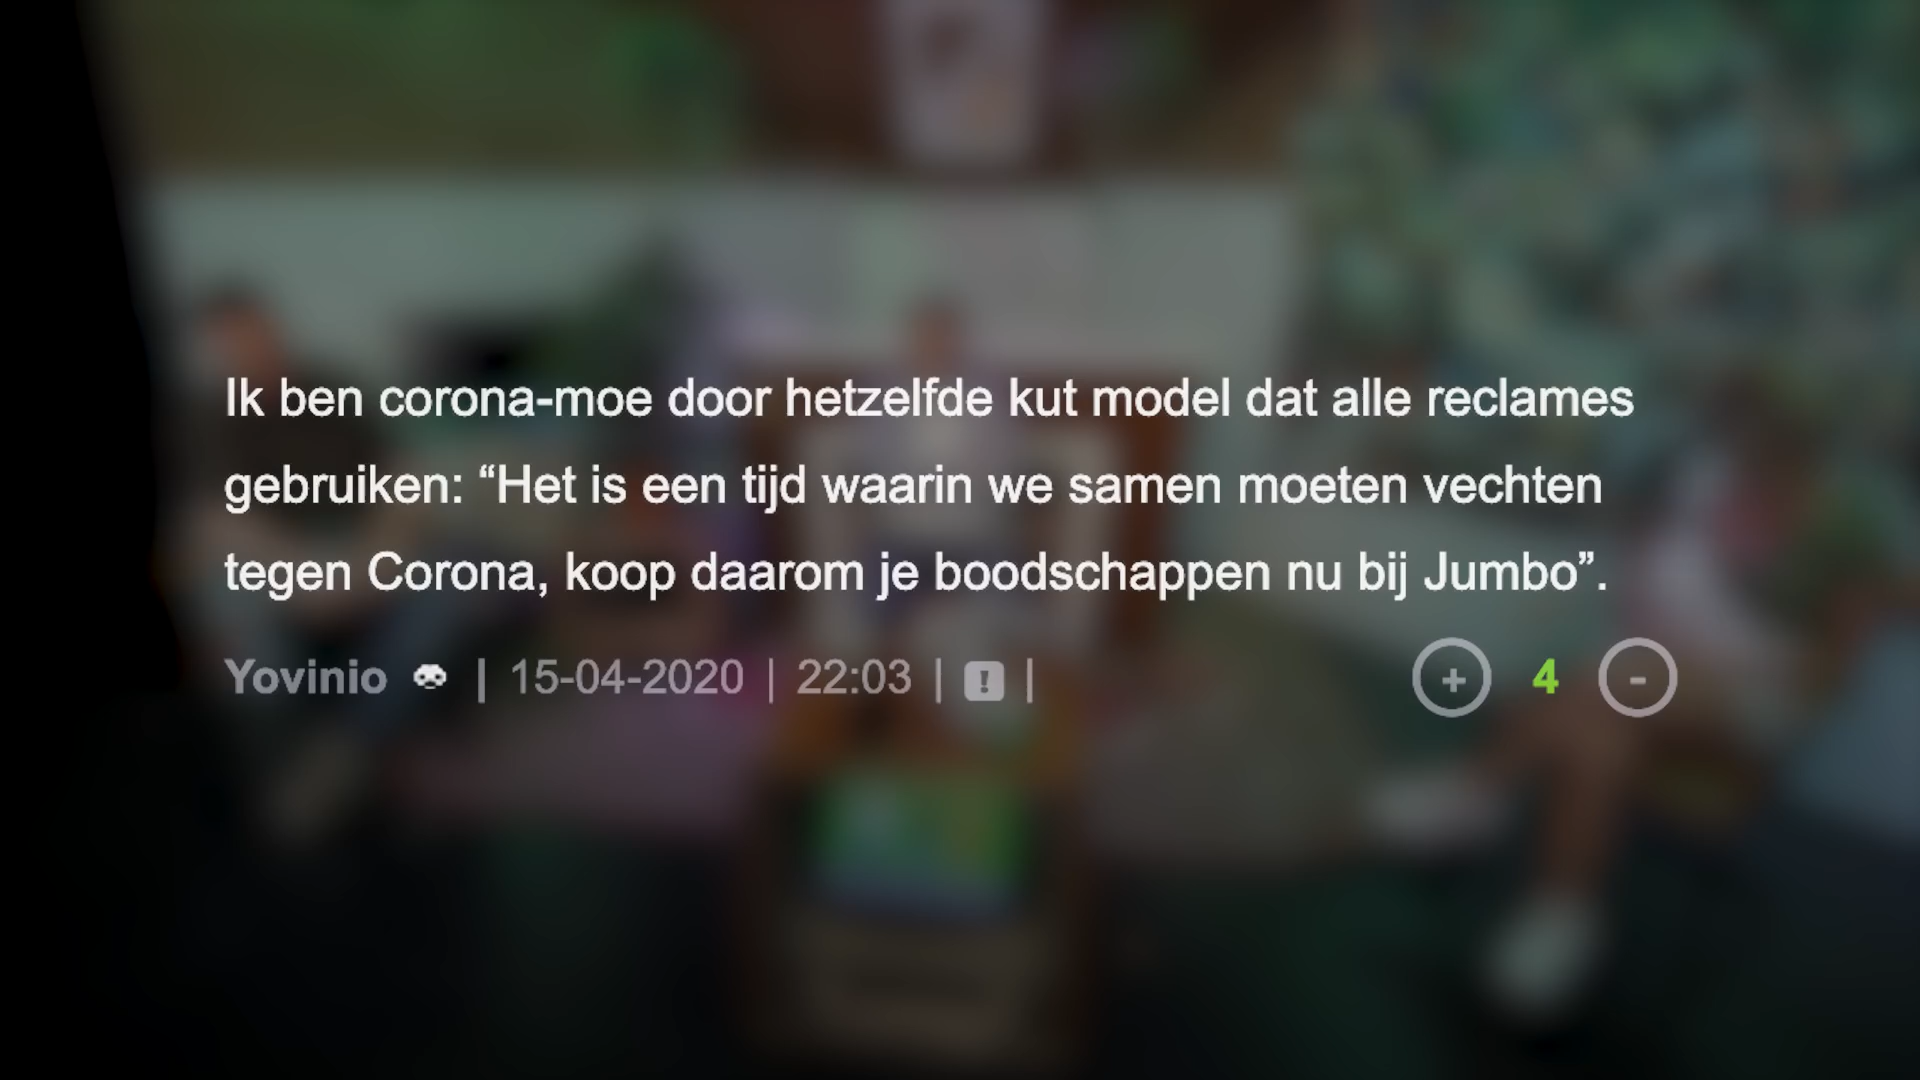 Ik ben corona-moe door hetzelfde kut model dat alle reclames
gebruiken: “Het is een tijd waarin we samen moeten vechten
tegen Corona, koop daarom je boodschappen nu bij Jumbo”.
Yovinio | 15-04-2020 | 22:03 | ! | + 4 -